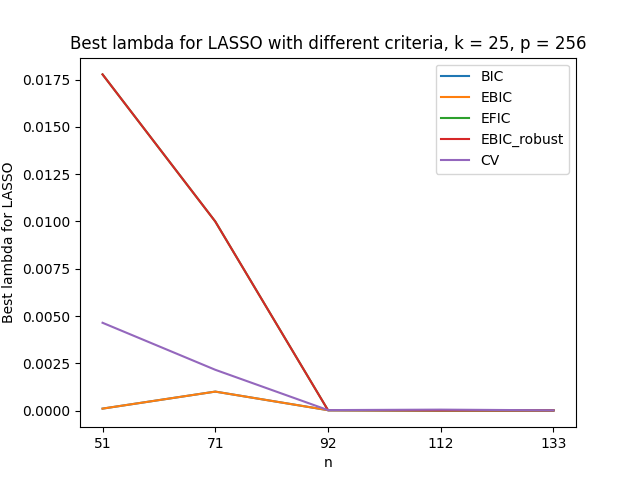 Best lambda for LASSO with different criteria, k = 25, p = 256
Best lambda for LASSO
0.0175
0.0150
0.0125
0.0100
0.0075
0.0050
0.0025
0.0000
BIC
EBIC
EFIC
EBIC_robust
CV
51
71
92
112
133
n